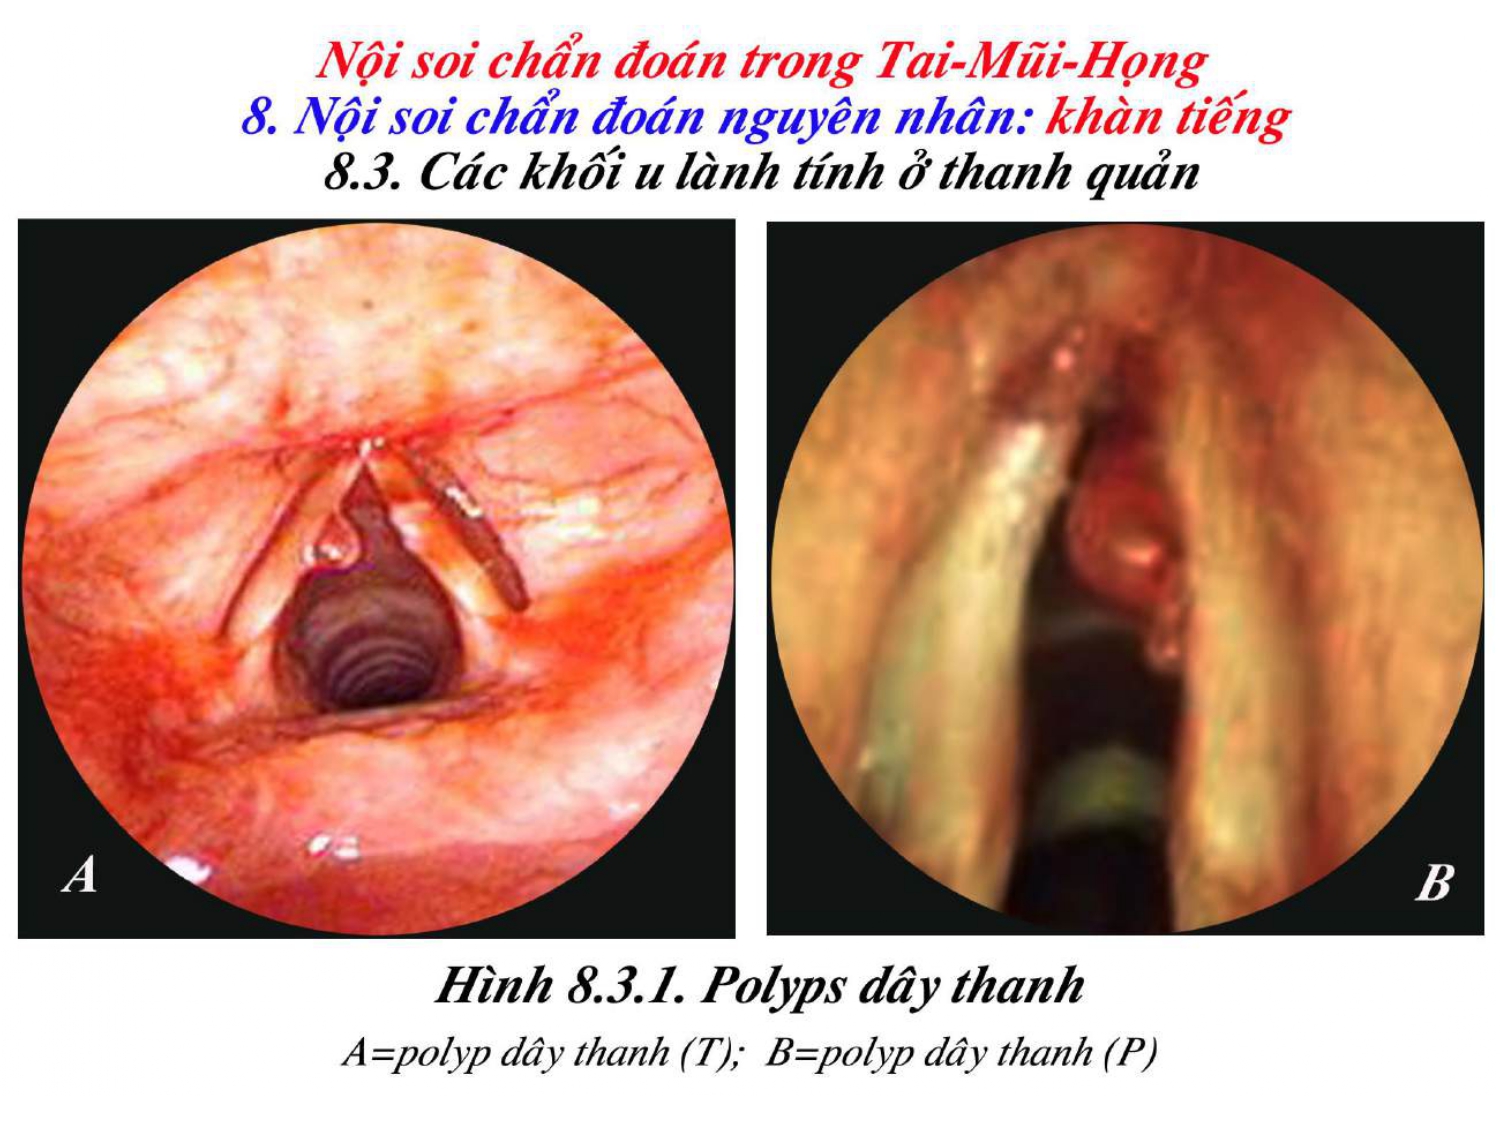 Nội soi chẩn đoán trong Tai-Mũi-Họng
8. Nội soi chẩn đoán nguyên nhân: khàn tiếng
8.3. Các khối u lành tính ở thanh quản
A
B
Hình 8.3.1. Polyps dây thanh
A=polyp dây thanh (T); B=polyp dây thanh (P)